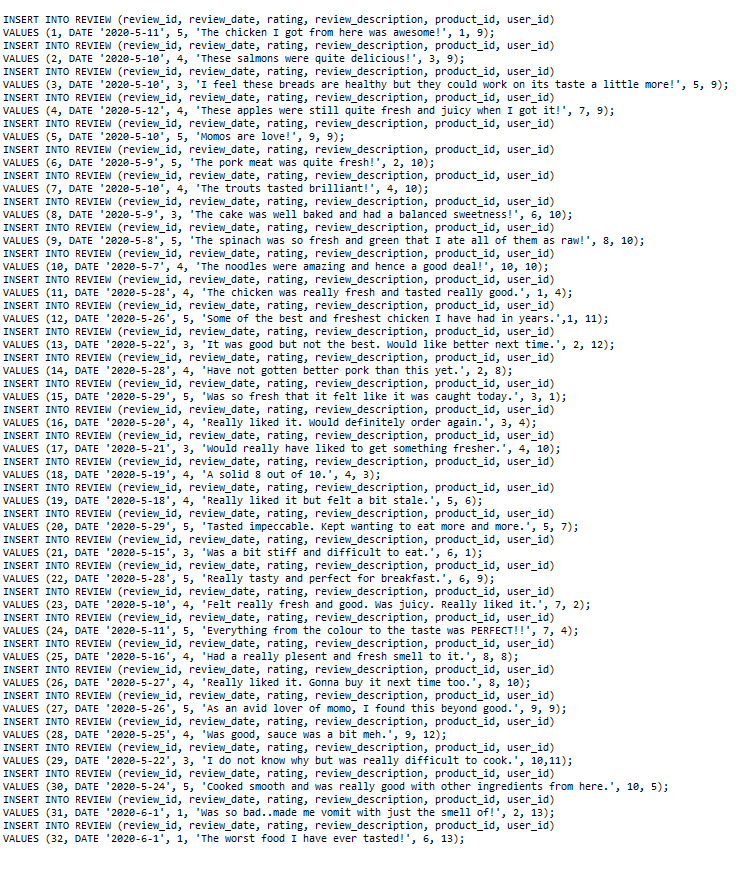 INSERT INTO REVIEW (review_id, review_date, rating, review_description, product_id, user_id)
VALUES (1, DATE '2020-5-11', 5, 'The chicken I got from here was awesome!', 1, 9);
INSERT INTO REVIEW (review_id, review_date, rating, review_description, product_id, user_id)
VALUES (2, DATE '2020-5-10', 4, 'These salmons were quite delicious!', 3, 9);
INSERT INTO REVIEW (review_id, review_date, rating, review_description, product_id, user_id)
VALUES (3, DATE '2020-5-10', 3, 'I feel these breads are healthy but they could work on its taste a little more!', 5, 9);
INSERT INTO REVIEW (review_id, review_date, rating, review_description, product_id, user_id)
VALUES (4, DATE '2020-5-12', 4, 'These apples were still quite fresh and juicy when I got it!', 7, 9);
INSERT INTO REVIEW (review_id, review_date, rating, review_description, product_id, user_id)
VALUES (5, DATE '2020-5-10', 5, 'Momos are love!', 9, 9);
INSERT INTO REVIEW (review_id, review_date, rating, review_description, product_id, user_id)
VALUES (6, DATE '2020-5-9', 5, 'The pork meat was quite fresh!', 2, 10);
INSERT INTO REVIEW (review_id, review_date, rating, review_description, product_id, user_id)
VALUES (7, DATE '2020-5-10', 4, 'The trouts tasted brilliant!', 4, 10);
INSERT INTO REVIEW (review_id, review_date, rating, review_description, product_id, user_id)
VALUES (8, DATE '2020-5-9', 3, 'The cake was well baked and had a balanced sweetness!', 6, 10);
INSERT INTO REVIEW (review_id, review_date, rating, review_description, product_id, user_id)
VALUES (9, DATE '2020-5-8', 5, 'The spinach was so fresh and green that I ate all of them as raw!', 8, 10);
INSERT INTO REVIEW (review_id, review_date, rating, review_description, product_id, user_id)
VALUES (10, DATE '2020-5-7', 4, 'The noodles were amazing and hence a good deal!', 10, 10);
INSERT INTO REVIEW (review_id, review_date, rating, review_description, product_id, user_id)
VALUES (11, DATE '2020-5-28', 4, 'The chicken was really fresh and tasted really good.', 1, 4);
INSERT INTO REVIEW (review_id, review_date, rating, review_description, product_id, user_id)
VALUES (12, DATE '2020-5-26', 5, 'Some of the best and freshest chicken I have had in years.',1, 11);
INSERT INTO REVIEW (review_id, review_date, rating, review_description, product_id, user_id)
VALUES (13, DATE '2020-5-22', 3, 'It was good but not the best. Would like better next time.', 2, 12);
INSERT INTO REVIEW (review_id, review_date, rating, review_description, product_id, user_id)
VALUES (14, DATE '2020-5-28', 4, 'Have not gotten better pork than this yet.', 2, 8);
INSERT INTO REVIEW (review_id, review_date, rating, review_description, product_id, user_id)
VALUES (15, DATE '2020-5-29', 5, 'Was so fresh that it felt like it was caught today.', 3, 1);
INSERT INTO REVIEW (review_id, review_date, rating, review_description, product_id, user_id)
VALUES (16, DATE '2020-5-20', 4, 'Really liked it. Would definitely order again.', 3, 4);
INSERT INTO REVIEW (review_id, review_date, rating, review_description, product_id, user_id)
VALUES (17, DATE '2020-5-21', 3, 'Would really have liked to get something fresher.', 4, 10);
INSERT INTO REVIEW (review_id, review_date, rating, review_description, product_id, user_id)
VALUES (18, DATE '2020-5-19', 4, 'A solid 8 out of 10.', 4, 3);
INSERT INTO REVIEW (review_id, review_date, rating, review_description, product_id, user_id)
VALUES (19, DATE '2020-5-18', 4, 'Really liked it but felt a bit stale.', 5, 6);
INSERT INTO REVIEW (review_id, review_date, rating, review_description, product_id, user_id)
VALUES (20, DATE '2020-5-29', 5, 'Tasted impeccable. Kept wanting to eat more and more.', 5, 7);
INSERT INTO REVIEW (review_id, review_date, rating, review_description, product_id, user_id)
VALUES (21, DATE '2020-5-15', 3, 'Was a bit stiff and difficult to eat.', 6, 1);
INSERT INTO REVIEW (review_id, review_date, rating, review_description, product_id, user_id)
VALUES (22, DATE '2020-5-28', 5, 'Really tasty and perfect for breakfast.', 6, 9);
INSERT INTO REVIEW (review_id, review_date, rating, review_description, product_id, user_id)
VALUES (23, DATE '2020-5-10', 4, 'Felt really fresh and good. Was juicy. Really liked it.', 7, 2);
INSERT INTO REVIEW (review_id, review_date, rating, review_description, product_id, user_id)
VALUES (24, DATE '2020-5-11', 5, 'Everything from the colour to the taste was PERFECT!!', 7, 4);
INSERT INTO REVIEW (review_id, review_date, rating, review_description, product_id, user_id)
VALUES (25, DATE '2020-5-16', 4, 'Had a really plesent and fresh smell to it.', 8, 8);
INSERT INTO REVIEW (review_id, review_date, rating, review_description, product_id, user_id)
VALUES (26, DATE '2020-5-27', 4, 'Really liked it. Gonna buy it next time too.', 8, 10);
INSERT INTO REVIEW (review_id, review_date, rating, review_description, product_id, user_id)
VALUES (27, DATE '2020-5-26', 5, 'As an avid lover of momo, I found this beyond good.', 9, 9);
INSERT INTO REVIEW (review_id, review_date, rating, review_description, product_id, user_id)
VALUES (28, DATE '2020-5-25', 4, 'Was good, sauce was a bit meh.', 9, 12);
INSERT INTO REVIEW (review_id, review_date, rating, review_description, product_id, user_id)
VALUES (29, DATE '2020-5-22', 3, 'I do not know why but was really difficult to cook.', 10,11);
INSERT INTO REVIEW (review_id, review_date, rating, review_description, product_id, user_id)
VALUES (30, DATE '2020-5-24', 5, 'Cooked smooth and was really good with other ingredients from here.', 10, 5);
INSERT INTO REVIEW (review_id, review_date, rating, review_description, product_id, user_id)
VALUES (31, DATE '2020-6-1', 1, 'Was so bad..made me vomit with just the smell of!', 2, 13);
INSERT INTO REVIEW (review_id, review_date, rating, review_description, product_id, user_id)
VALUES (32, DATE '2020-6-1', 1, 'The worst food I have ever tasted!', 6, 13);